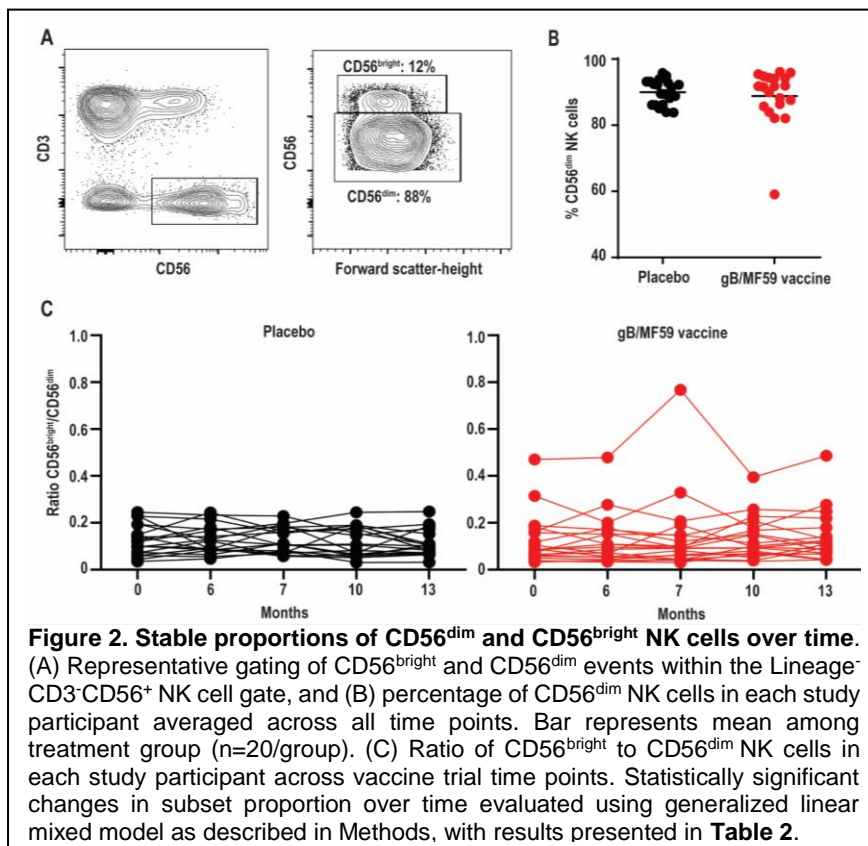 A
CD3
CD56
CD56bright: 12%
CD56
CD56dim: 88%
Forward scatter-height
B
% CD56dim NK cells
100
80
60
40
Placebo
gB/MF59 vaccine
C
Ratio CD56bright/CD56dim
Placebo
1.0
0.8
0.6
0.4
0.2
0
0 6 7 10 13
Months
gB/MF59 vaccine
1.0
0.8
0.6
0.4
0.2
0
0 6 7 10 13
Months
Figure 2. Stable proportions of CD56dim and CD56bright NK cells over time.
(A) Representative gating of CD56bright and CD56dim events within the Lineage-
CD3-CD56+ NK cell gate, and (B) percentage of CD56dim NK cells in each study
participant averaged across all time points. Bar represents mean among
treatment group (n=20/group). (C) Ratio of CD56bright to CD56dim NK cells in
each study participant across vaccine trial time points. Statistically significant
changes in subset proportion over time evaluated using generalized linear
mixed model as described in Methods, with results presented in Table 2.